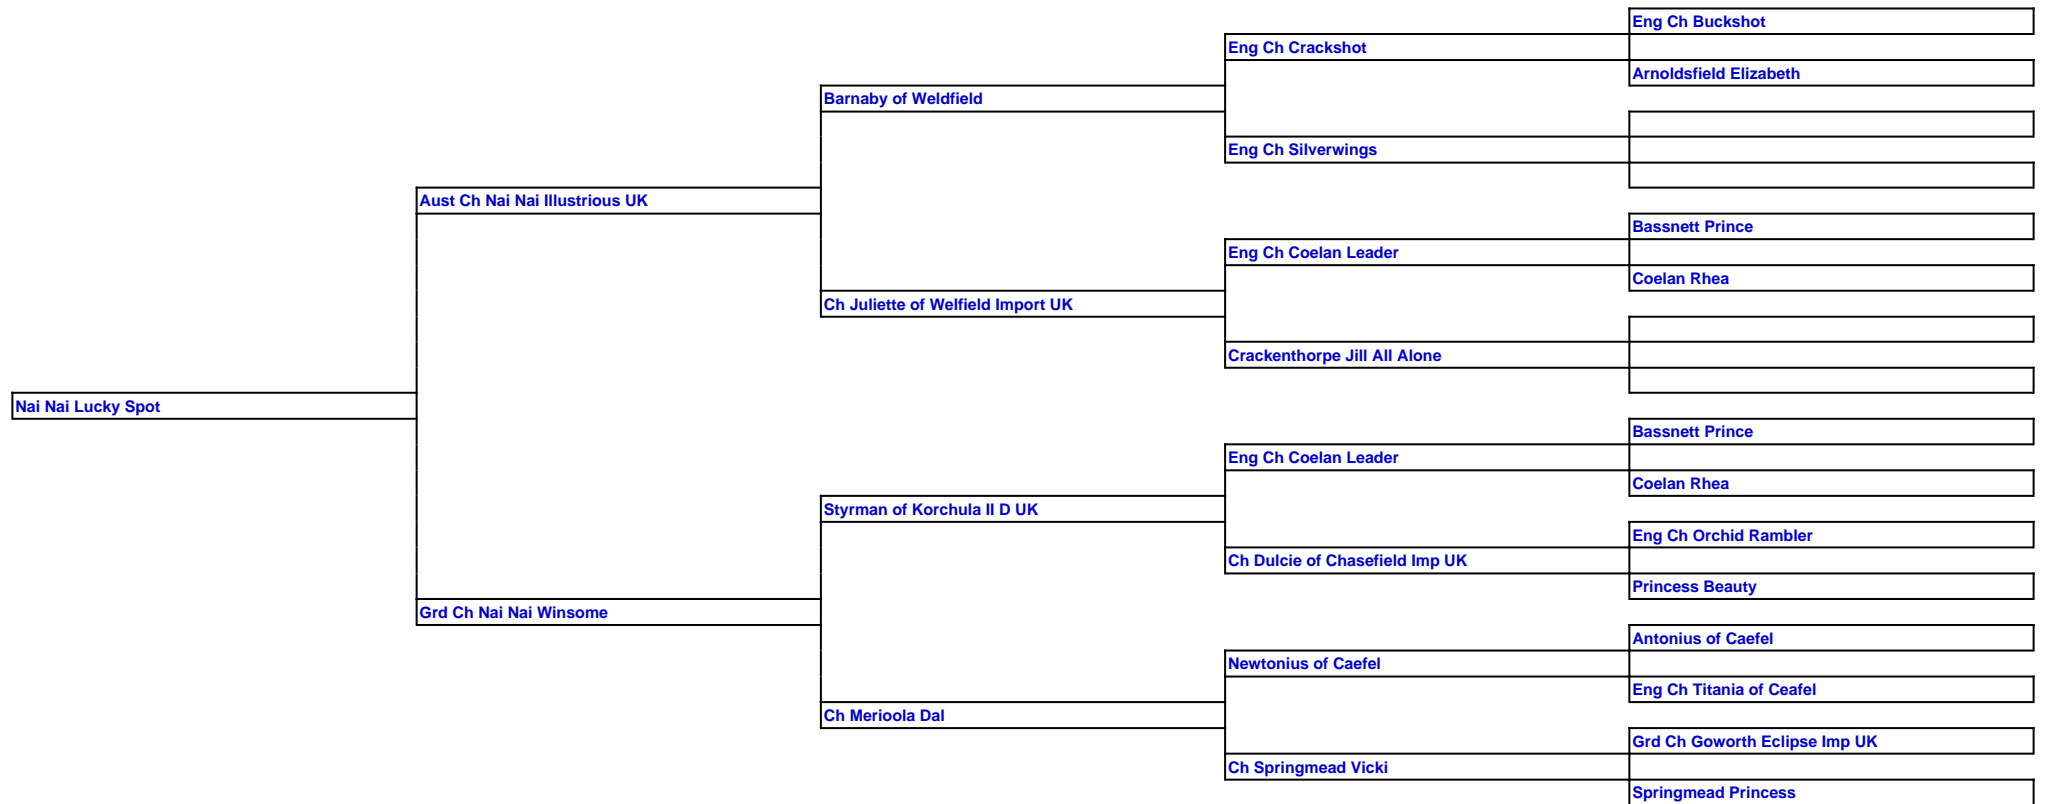 Eng Ch Buckshot
Eng Ch Crackshot
Arnoldsfield Elizabeth
Barnaby of Weldfield
Eng Ch Silverwings
Aust Ch Nai Nai Illustrious UK
Bassnett Prince
Eng Ch Coelan Leader
Coelan Rhea
Ch Juliette of Welfield Import UK
Crackenthorpe Jill All Alone
Nai Nai Lucky Spot
Bassnett Prince
Eng Ch Coelan Leader
Coelan Rhea
Styrman of Korchula II D UK
Eng Ch Orchid Rambler
Ch Dulcie of Chasefield Imp UK
Princess Beauty
Grd Ch Nai Nai Winsome
Antonius of Caefel
Newtonius of Caefel
Eng Ch Titania of Ceafel
Ch Merioola Dal
Grd Ch Goworth Eclipse Imp UK
Ch Springmead Vicki
Springmead Princess